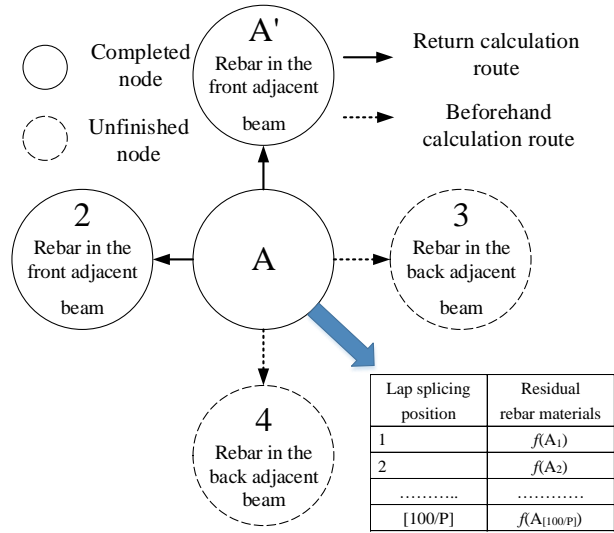 Completed
node
Unfinished
node
A'
Rebar in the
front adjacent
beam
Return calculation
route
Beforehand
calculation route
2
Rebar in the
front adjacent
beam
A
3
Rebar in the
back adjacent
beam
4
Rebar in the
back adjacent
beam
Lap splicing
position
Residual
rebar materials
1 f(A₁)
2 f(A₂)
........... ............
[100/P] f(A[100/P])